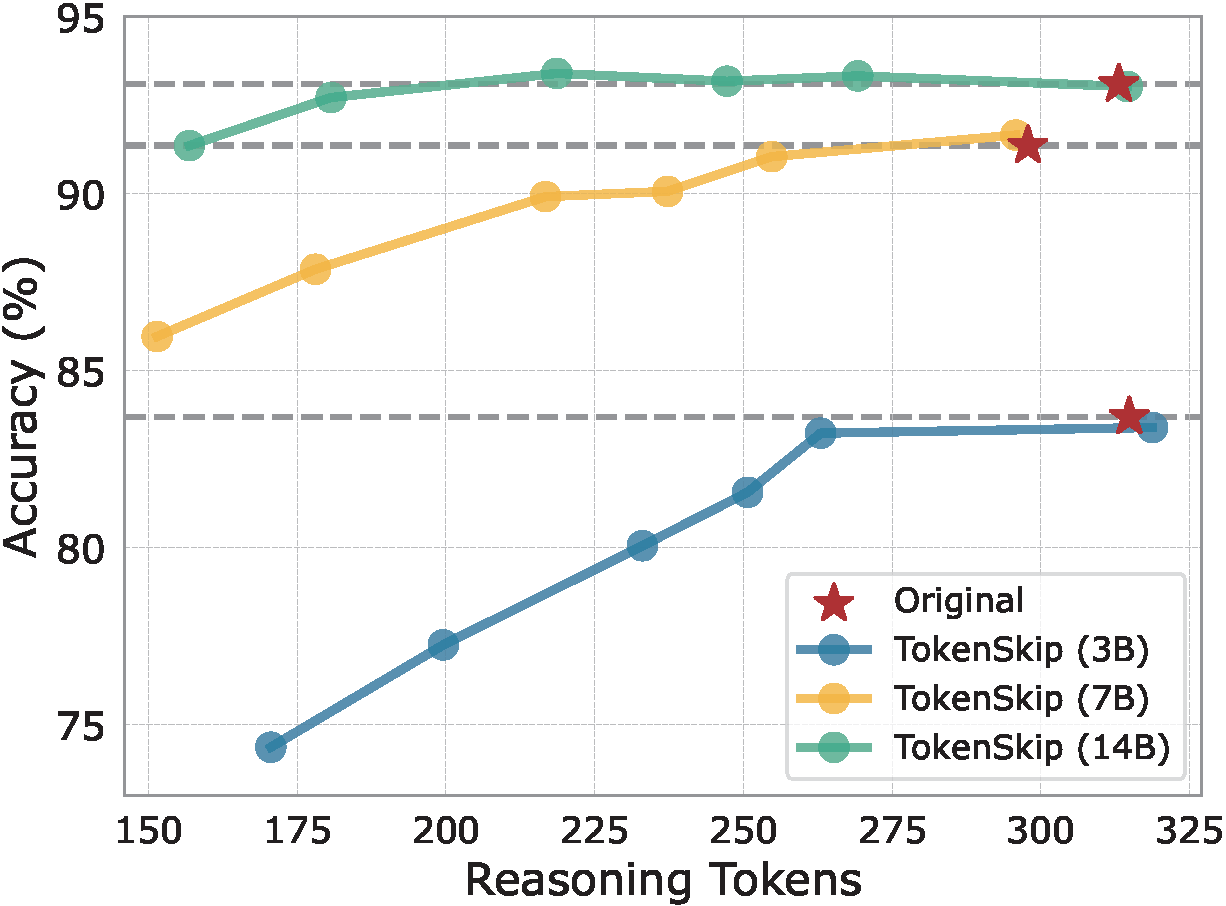 95
90
85
80
75
Accuracy (%)
Original
TokenSkip (3B)
TokenSkip (7B)
TokenSkip (14B)
150 175 200 225 250 275 300 325
Reasoning Tokens